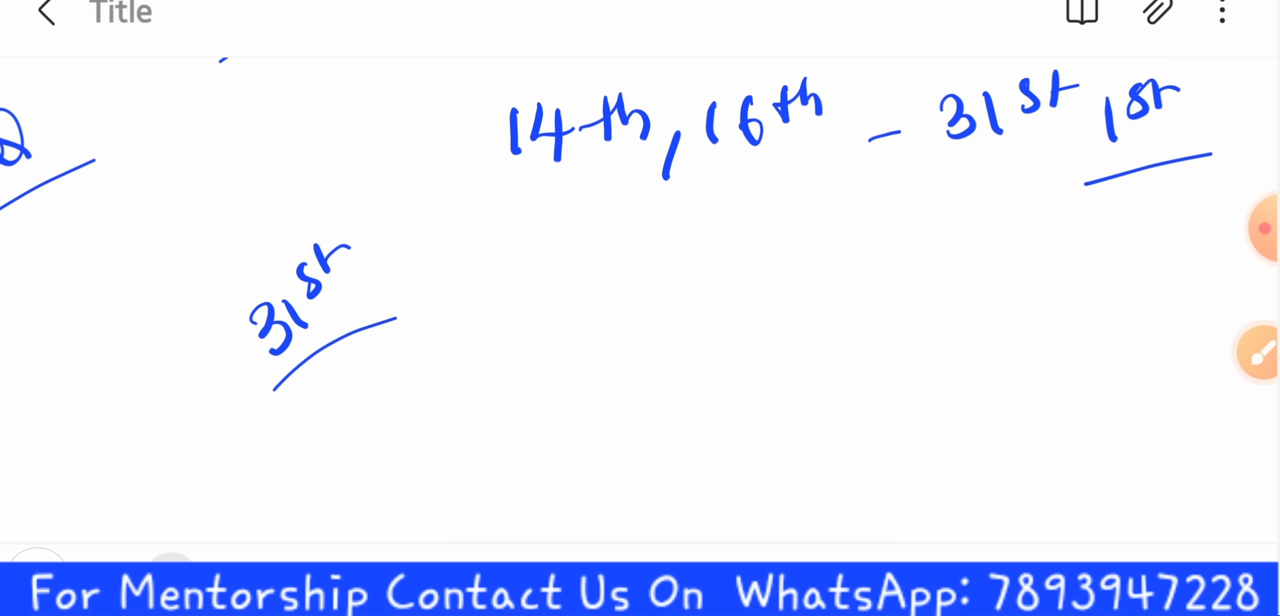 Title
14th, 16th - 31st 1st
31st
For Mentorship Contact Us On WhatsApp: 7893947228